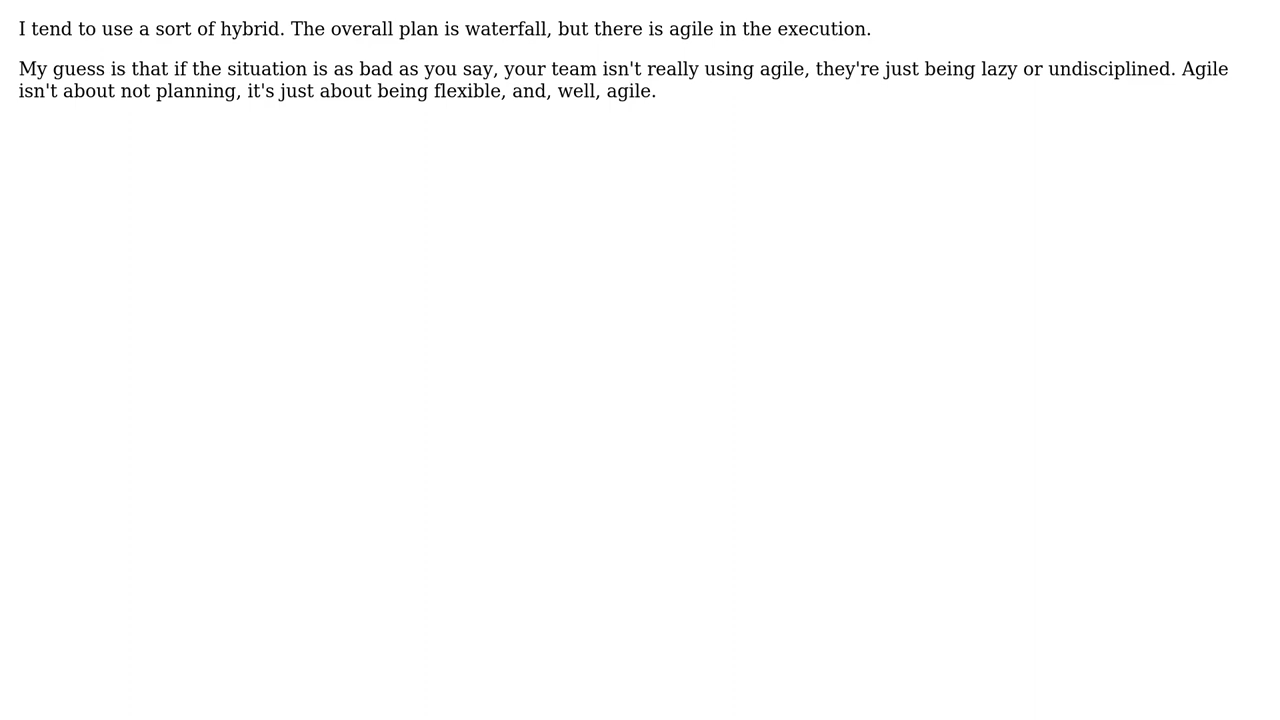 I tend to use a sort of hybrid. The overall plan is waterfall, but there is agile in the execution.
My guess is that if the situation is as bad as you say, your team isn't really using agile, they're just being lazy or undisciplined. Agile
isn't about not planning, it's just about being flexible, and, well, agile.